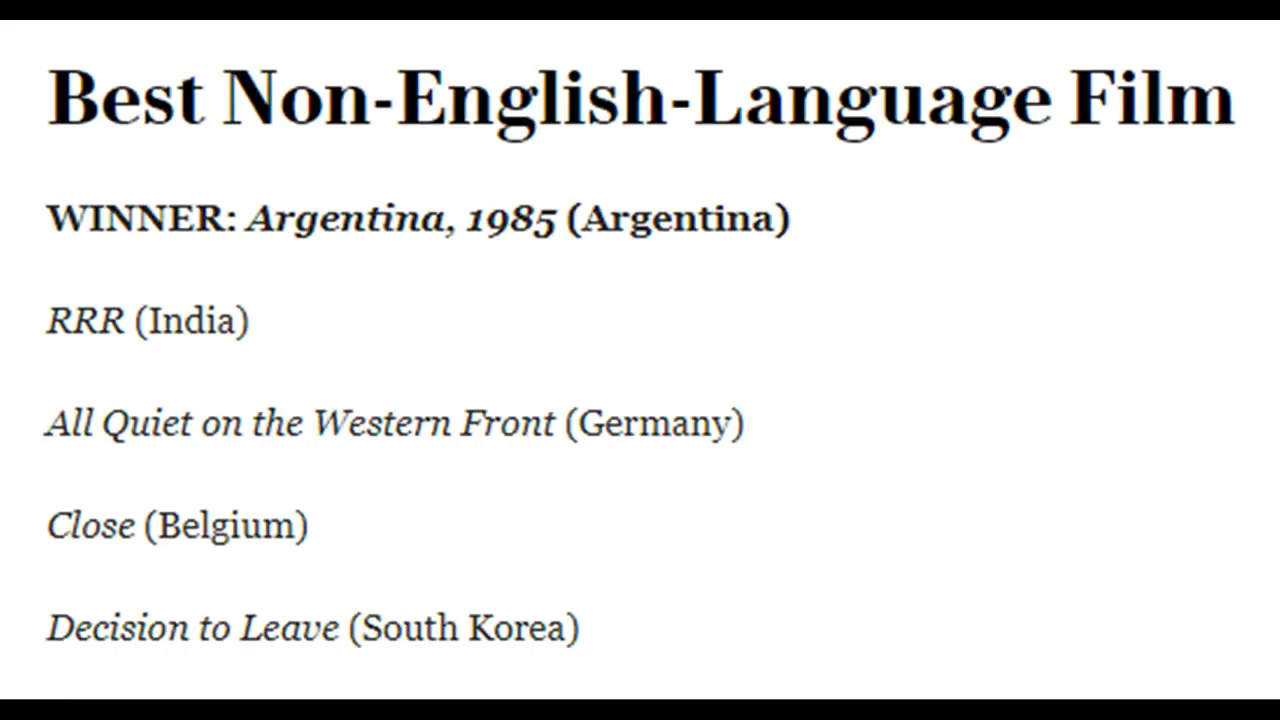 Best Non-English-Language Film
WINNER: Argentina, 1985 (Argentina)
RRR (India)
All Quiet on the Western Front (Germany)
Close (Belgium)
Decision to Leave (South Korea)